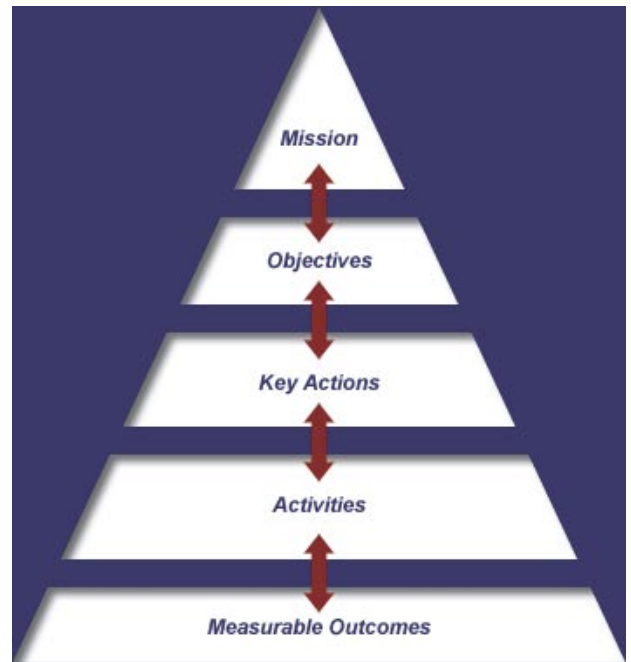 Mission
Objectives
Key Actions
Activities
Measurable Outcomes